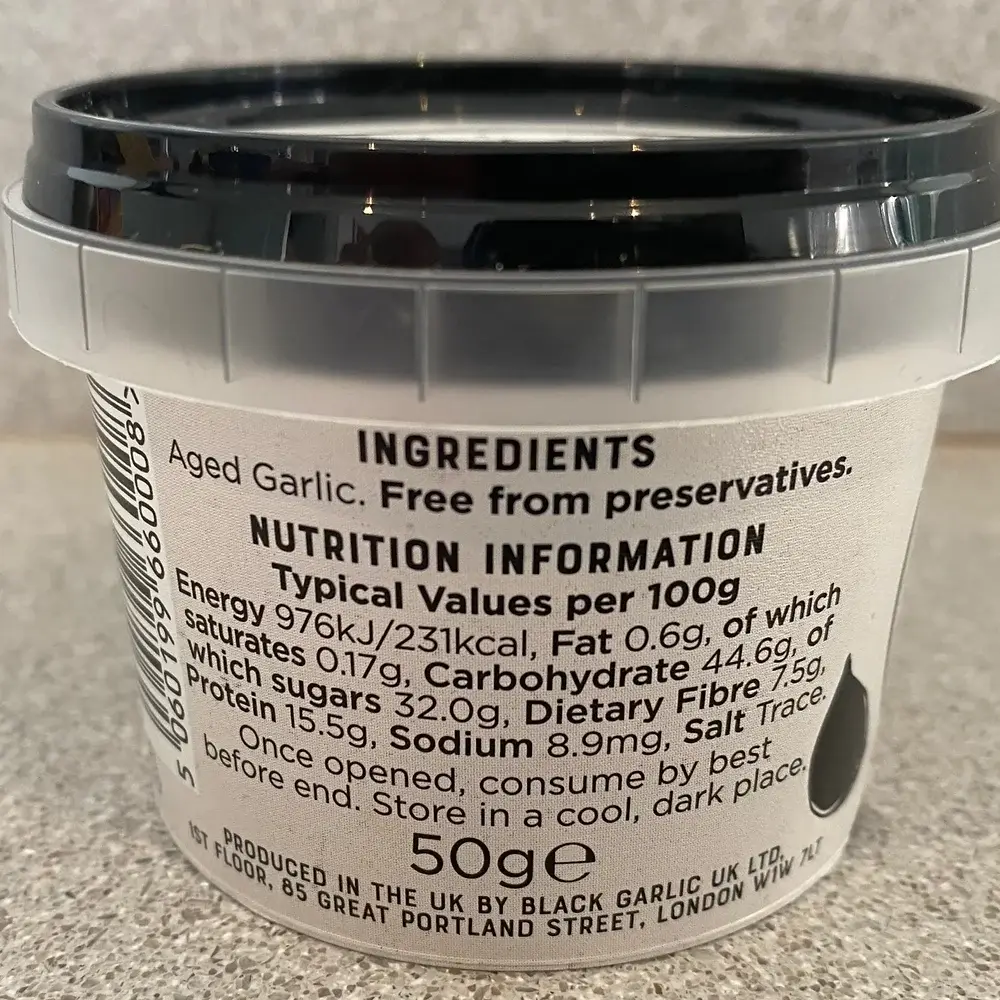 INGREDIENTS
Aged Garlic. Free from preservatives.
NUTRITION INFORMATION
Typical Values per 100g
Energy 976kJ/231kcal, Fat 0.6g, of which
saturates 0.17g, Carbohydrate 44.6g, of
which sugars 32.0g, Dietary Fibre 7.5g,
Protein 15.5g, Sodium 8.9mg, Salt Trace.
Once opened, consume by best
before end. Store in a cool, dark place.
50g℮
PRODUCED IN THE UK BY BLACK GARLIC UK LTD,
1ST FLOOR, 85 GREAT PORTLAND STREET, LONDON W1W 7LT
5 060199 660008 >